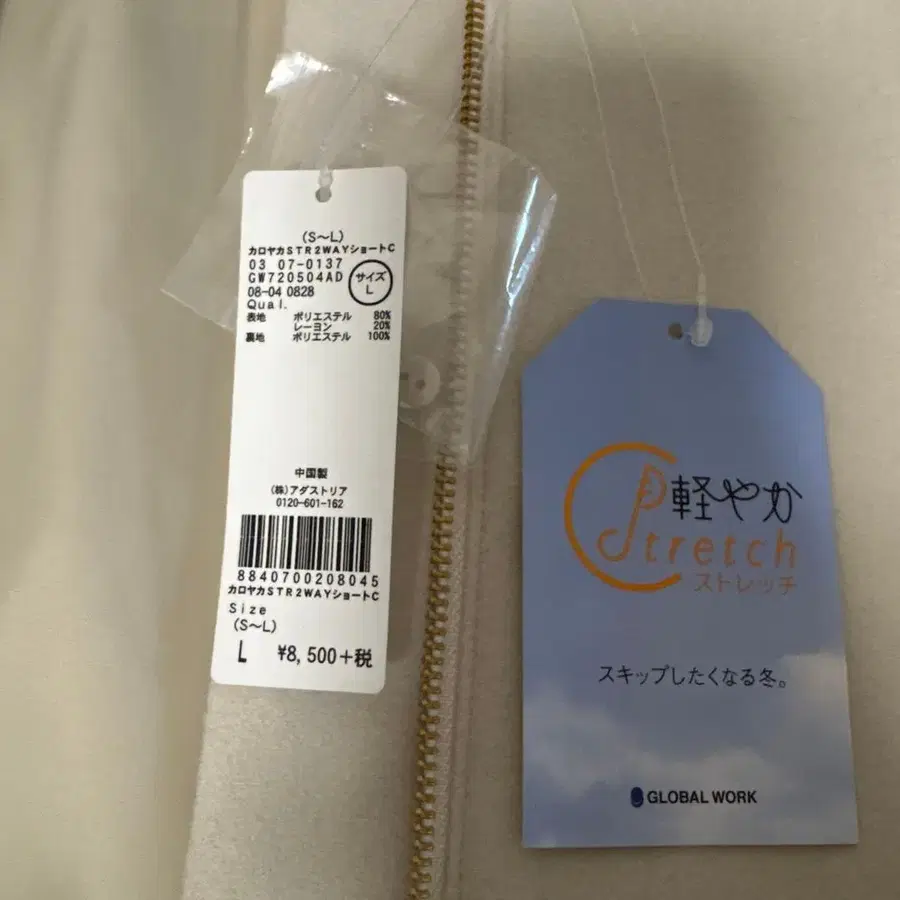 (S~L)
カロヤカSTR2WAYショートC
03 07-0137
GW720504AD
サイズ
L
08-04 0828
Qual.
表地 ポリエステル 80%
レーヨン 20%
裏地 ポリエステル 100%
中国製
(株)アダストリア
0120-601-162
8840700208045
カロヤカSTR2WAYショートC
Size
(S~L)
L ¥8,500+税
軽やか
Stretch
ストレッチ
スキップしたくなる冬。
GLOBAL WORK